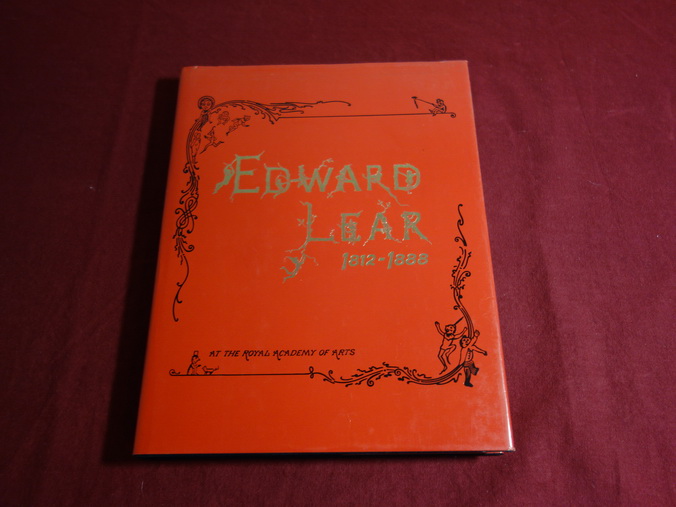 EDWARD
LEAR
1812-1888
AT THE ROYAL ACADEMY OF ARTS